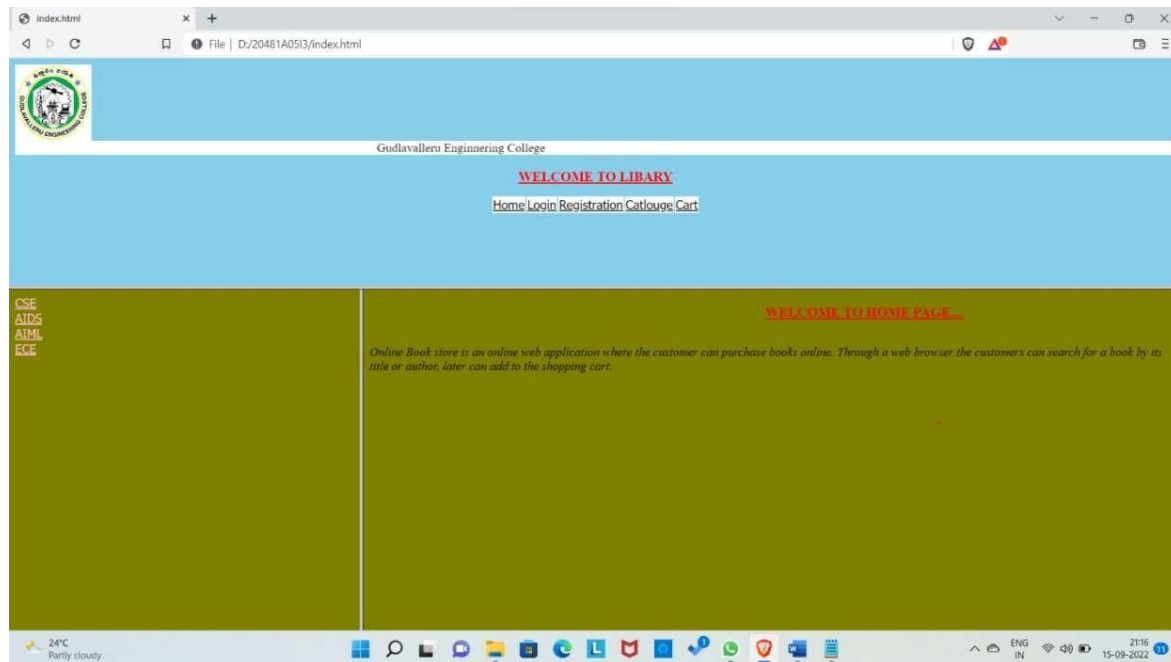 index.html
File | D:/20481A05I3/index.html
GUDLAVALLERU ENGINEERING COLLEGE
Gudlavalleru Enginnering College
WELCOME TO LIBARY
Home Login Registration Catlouge Cart
CSE
AIDS
AIML
ECE
WELCOME TO HOME PAGE....
Online Book store is an online web application where the customer can purchase books online. Through a web browser the customers can search for a book by its
title or author, later can add to the shopping cart.
24°C
Partly cloudy
ENG
IN
21:16
15-09-2022